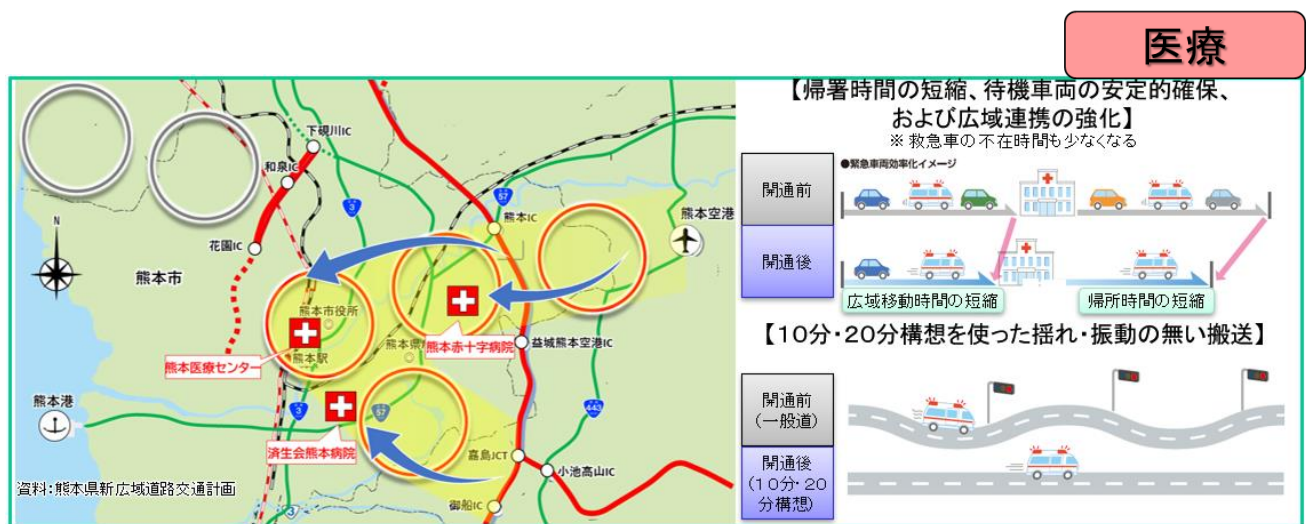 医療
下硯川IC
和泉IC
花園IC
N
熊本市
3
57
熊本IC
熊本空港
熊本市役所
熊本駅
熊本医療センター
熊本県
熊本赤十字病院
益城熊本空港IC
熊本港
3
57
443
済生会熊本病院
嘉島JCT
小池高山IC
御船IC
3
資料:熊本県新広域道路交通計画
【帰署時間の短縮、待機車両の安定的確保、
および広域連携の強化】
※救急車の不在時間も少なくなる
●緊急車両効率化イメージ
開通前
開通後
広域移動時間の短縮
帰所時間の短縮
【10分・20分構想を使った揺れ・振動の無い搬送】
開通前
(一般道)
開通後
(10分・20
分構想)